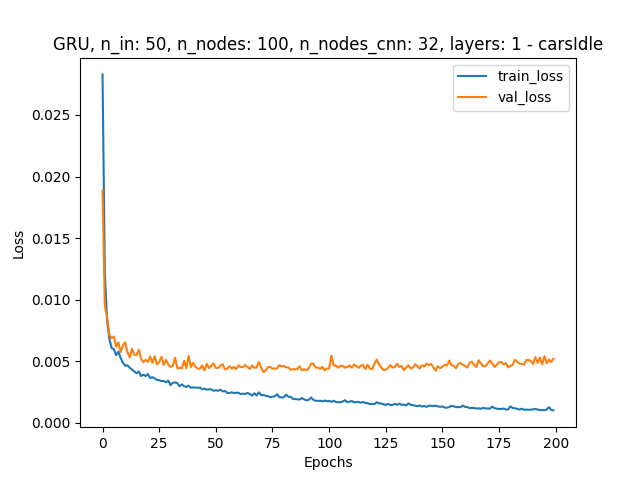 GRU, n_in: 50, n_nodes: 100, n_nodes_cnn: 32, layers: 1 - carsIdle
train_loss
val_loss
0.025
0.020
0.015
0.010
0.005
0.000
Loss
0 25 50 75 100 125 150 175 200
Epochs